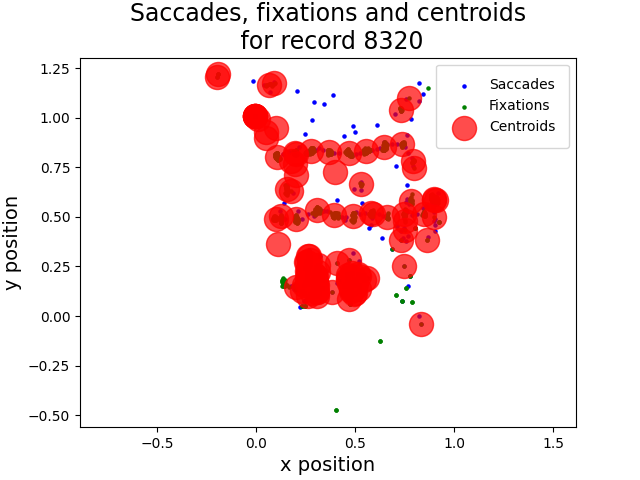 Saccades, fixations and centroids
for record 8320
Saccades
Fixations
Centroids
1.25
1.00
0.75
0.50
0.25
0.00
−0.25
−0.50
y position
−0.5
0.0
0.5
1.0
1.5
x position